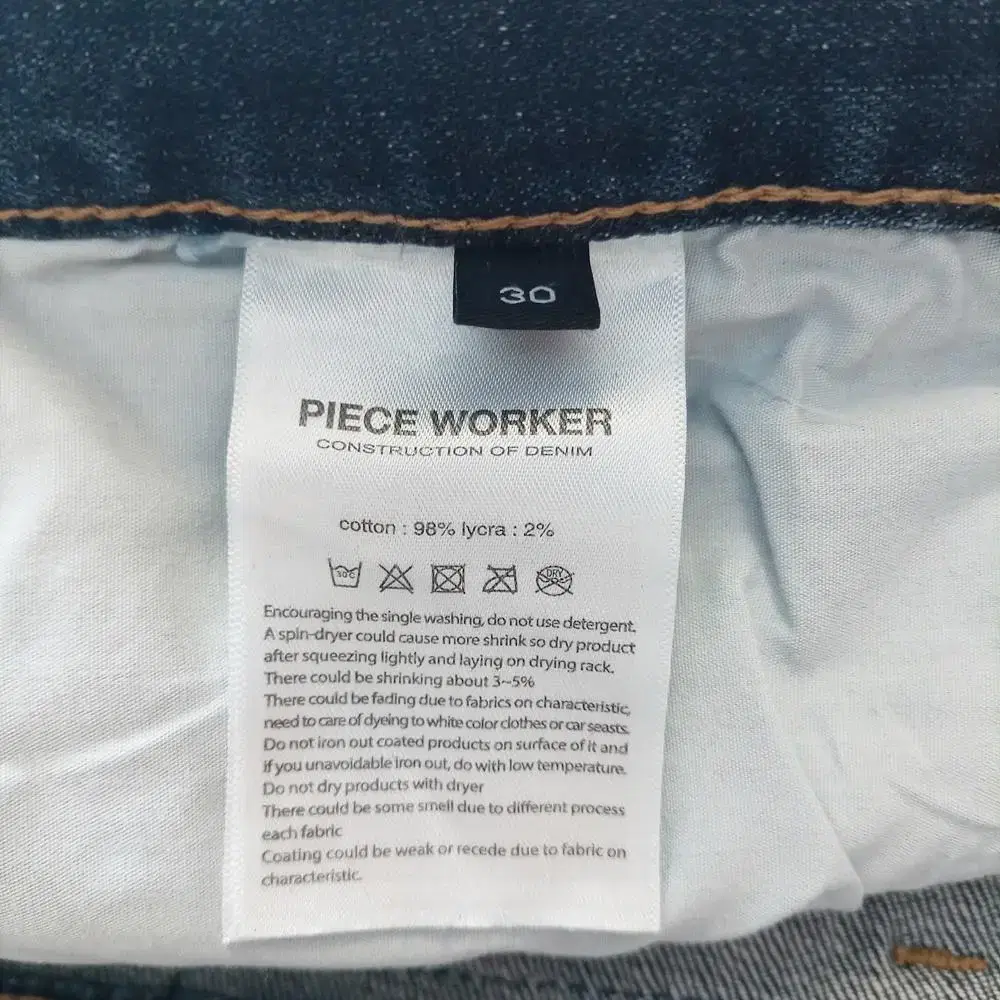 30
PIECE WORKER
CONSTRUCTION OF DENIM
cotton : 98% lycra : 2%
30℃
DRY
Encouraging the single washing, do not use detergent.
A spin-dryer could cause more shrink so dry product
after squeezing lightly and laying on drying rack.
There could be shrinking about 3~5%
There could be fading due to fabrics on characteristic,
need to care of dyeing to white color clothes or car seasts.
Do not iron out coated products on surface of it and
if you unavoidable iron out, do with low temperature.
Do not dry products with dryer
There could be some smell due to different process
each fabric
Coating could be weak or recede due to fabric on
characteristic.